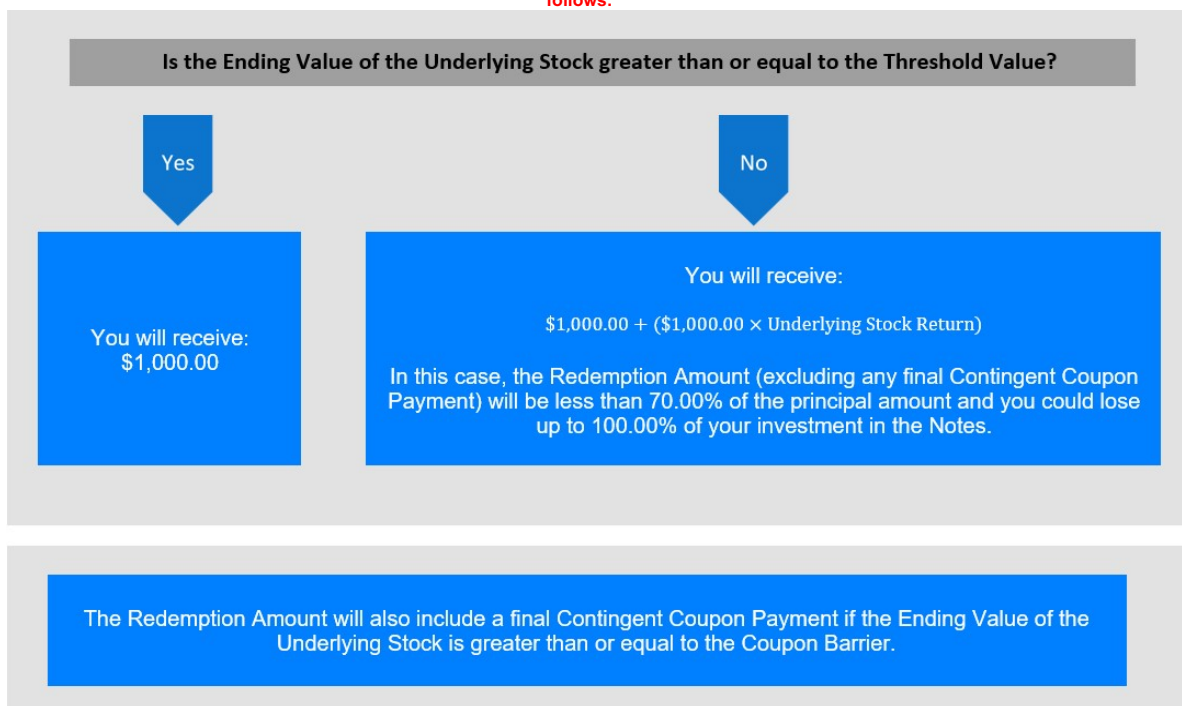 follows:
Is the Ending Value of the Underlying Stock greater than or equal to the Threshold Value?
Yes
No
You will receive:
$1,000.00
You will receive:
$1,000.00 + ($1,000.00 × Underlying Stock Return)
In this case, the Redemption Amount (excluding any final Contingent Coupon
Payment) will be less than 70.00% of the principal amount and you could lose
up to 100.00% of your investment in the Notes.
The Redemption Amount will also include a final Contingent Coupon Payment if the Ending Value of the
Underlying Stock is greater than or equal to the Coupon Barrier.